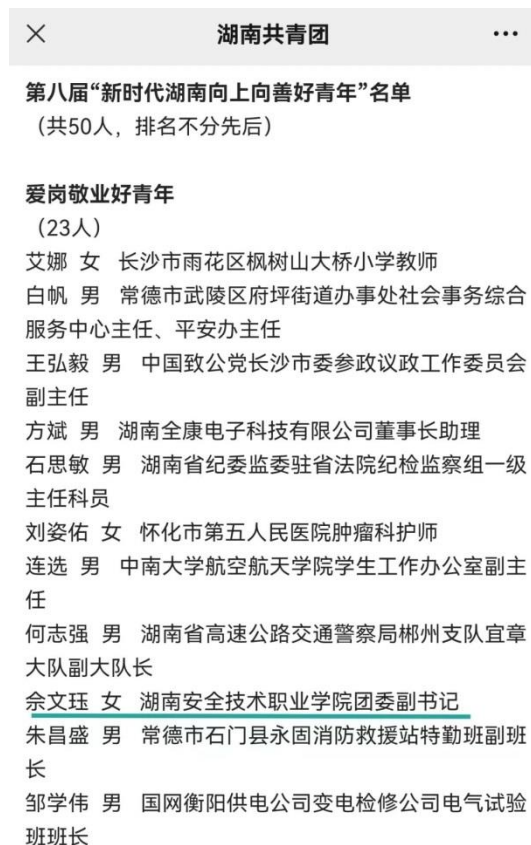 湖南共青团
第八届“新时代湖南向上向善好青年”名单
（共50人，排名不分先后）
爱岗敬业好青年
（23人）
艾娜 女 长沙市雨花区枫树山大桥小学教师
白帆 男 常德市武陵区府坪街道办事处社会事务综合
服务中心主任、平安办主任
王弘毅 男 中国致公党长沙市委参政议政工作委员会
副主任
方斌 男 湖南全康电子科技有限公司董事长助理
石思敏 男 湖南省纪委监委驻省法院纪检监察组一级
主任科员
刘姿佑 女 怀化市第五人民医院肿瘤科护师
连选 男 中南大学航空航天学院学生工作办公室副主
任
何志强 男 湖南省高速公路交通警察局郴州支队宜章
大队副大队长
佘文珏 女 湖南安全技术职业学院团委副书记
朱昌盛 男 常德市石门县永固消防救援站特勤班副班
长
邹学伟 男 国网衡阳供电公司变电检修公司电气试验
班班长